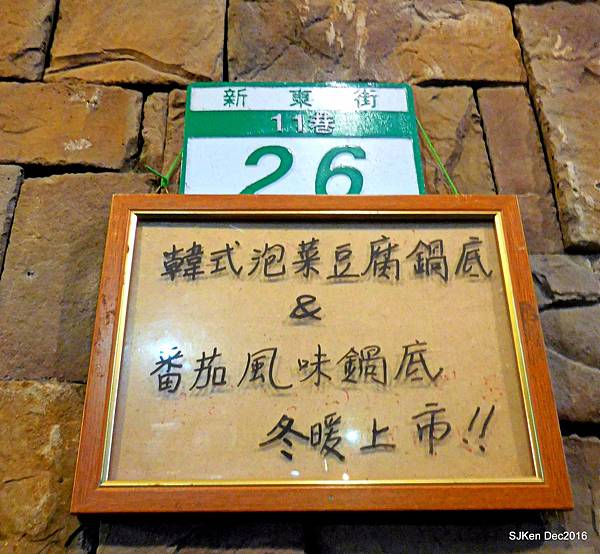 新東街
11巷
26
韓式泡菜豆腐鍋底
&
番茄風味鍋底
冬暖上市!!
SJKen Dec2016